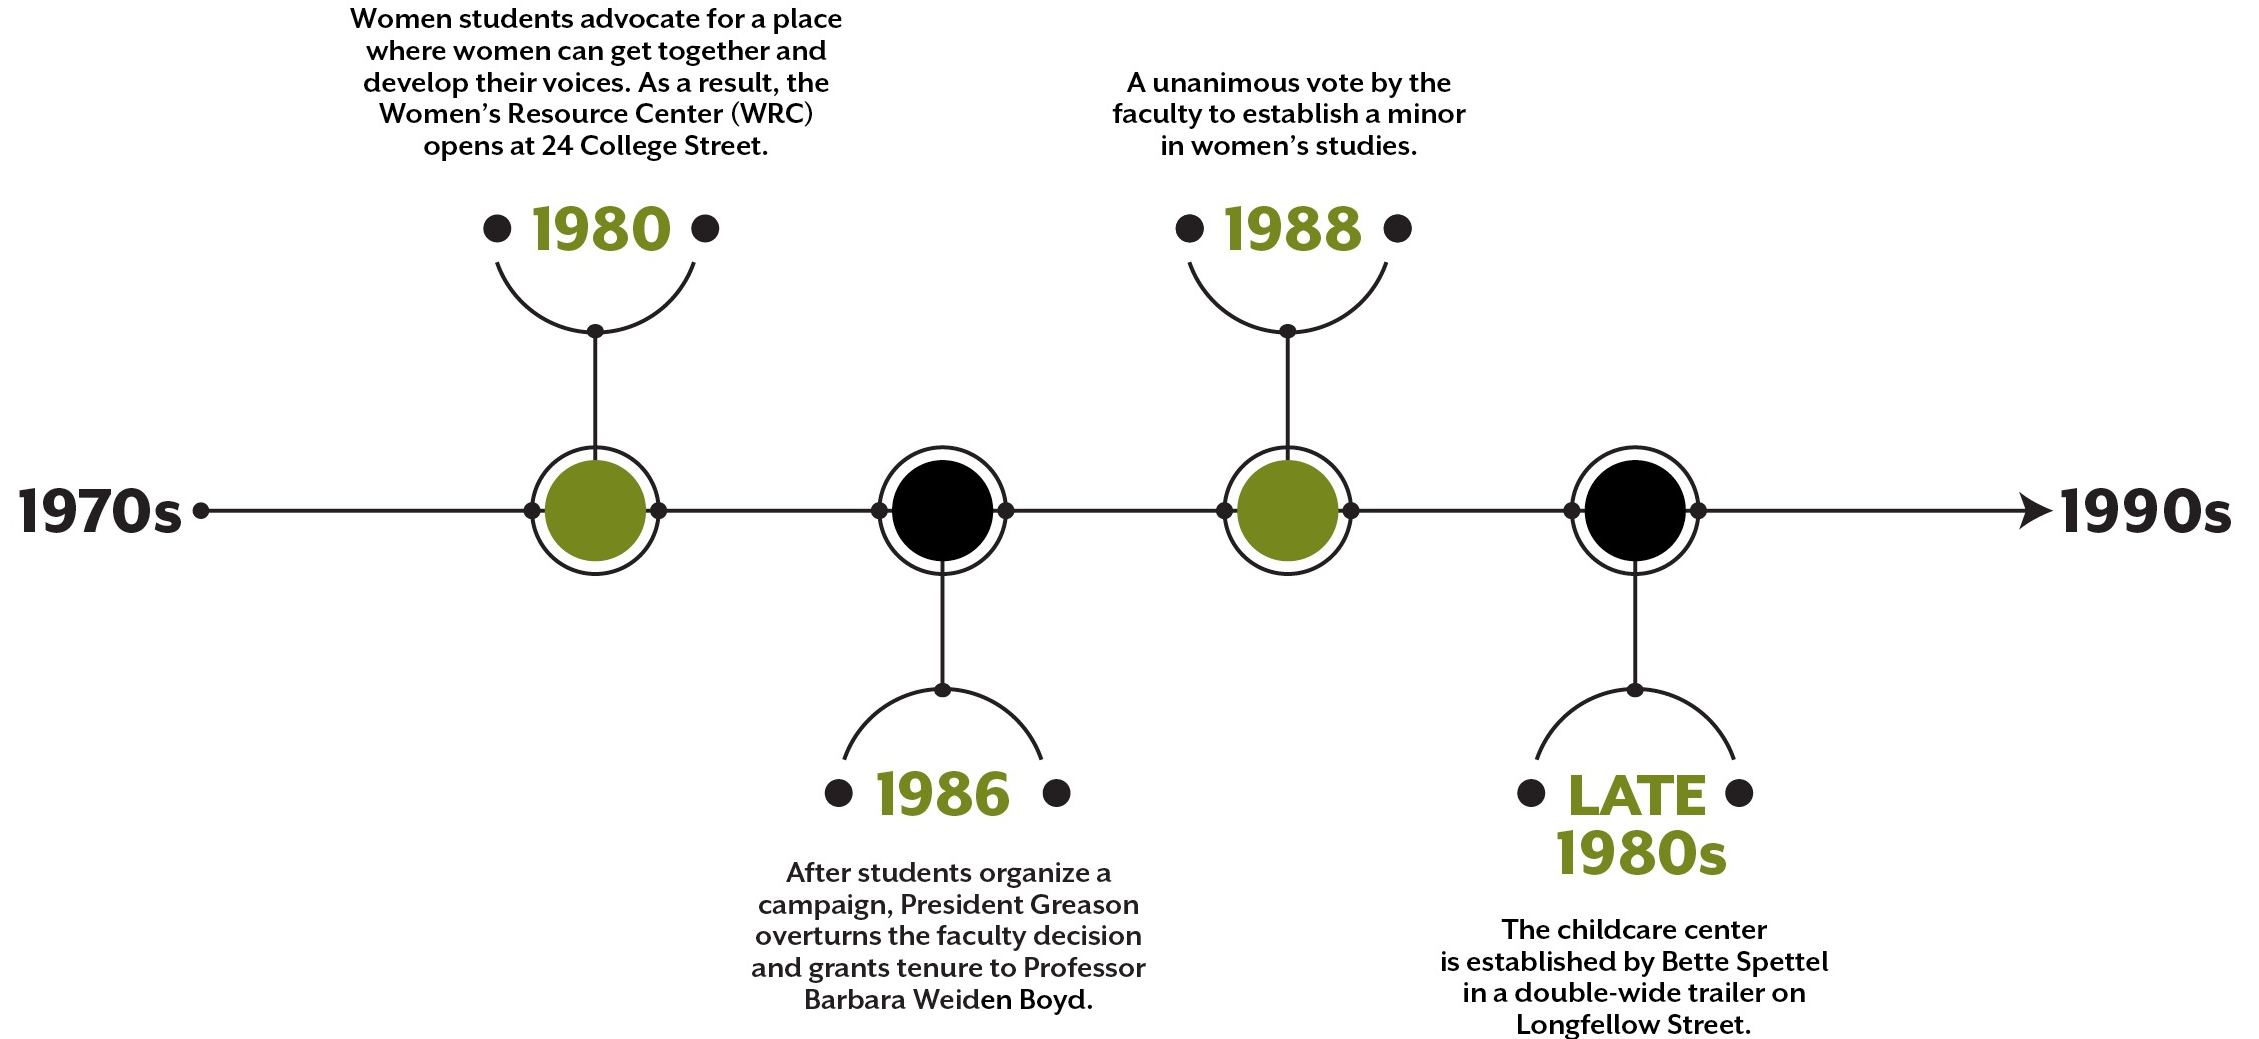 Women students advocate for a place
where women can get together and
develop their voices. As a result, the
Women’s Resource Center (WRC)
opens at 24 College Street.
1980
A unanimous vote by the
faculty to establish a minor
in women’s studies.
1988
1970s
1990s
1986
After students organize a
campaign, President Greason
overturns the faculty decision
and grants tenure to Professor
Barbara Weiden Boyd.
LATE
1980s
The childcare center
is established by Bette Spettel
in a double-wide trailer on
Longfellow Street.